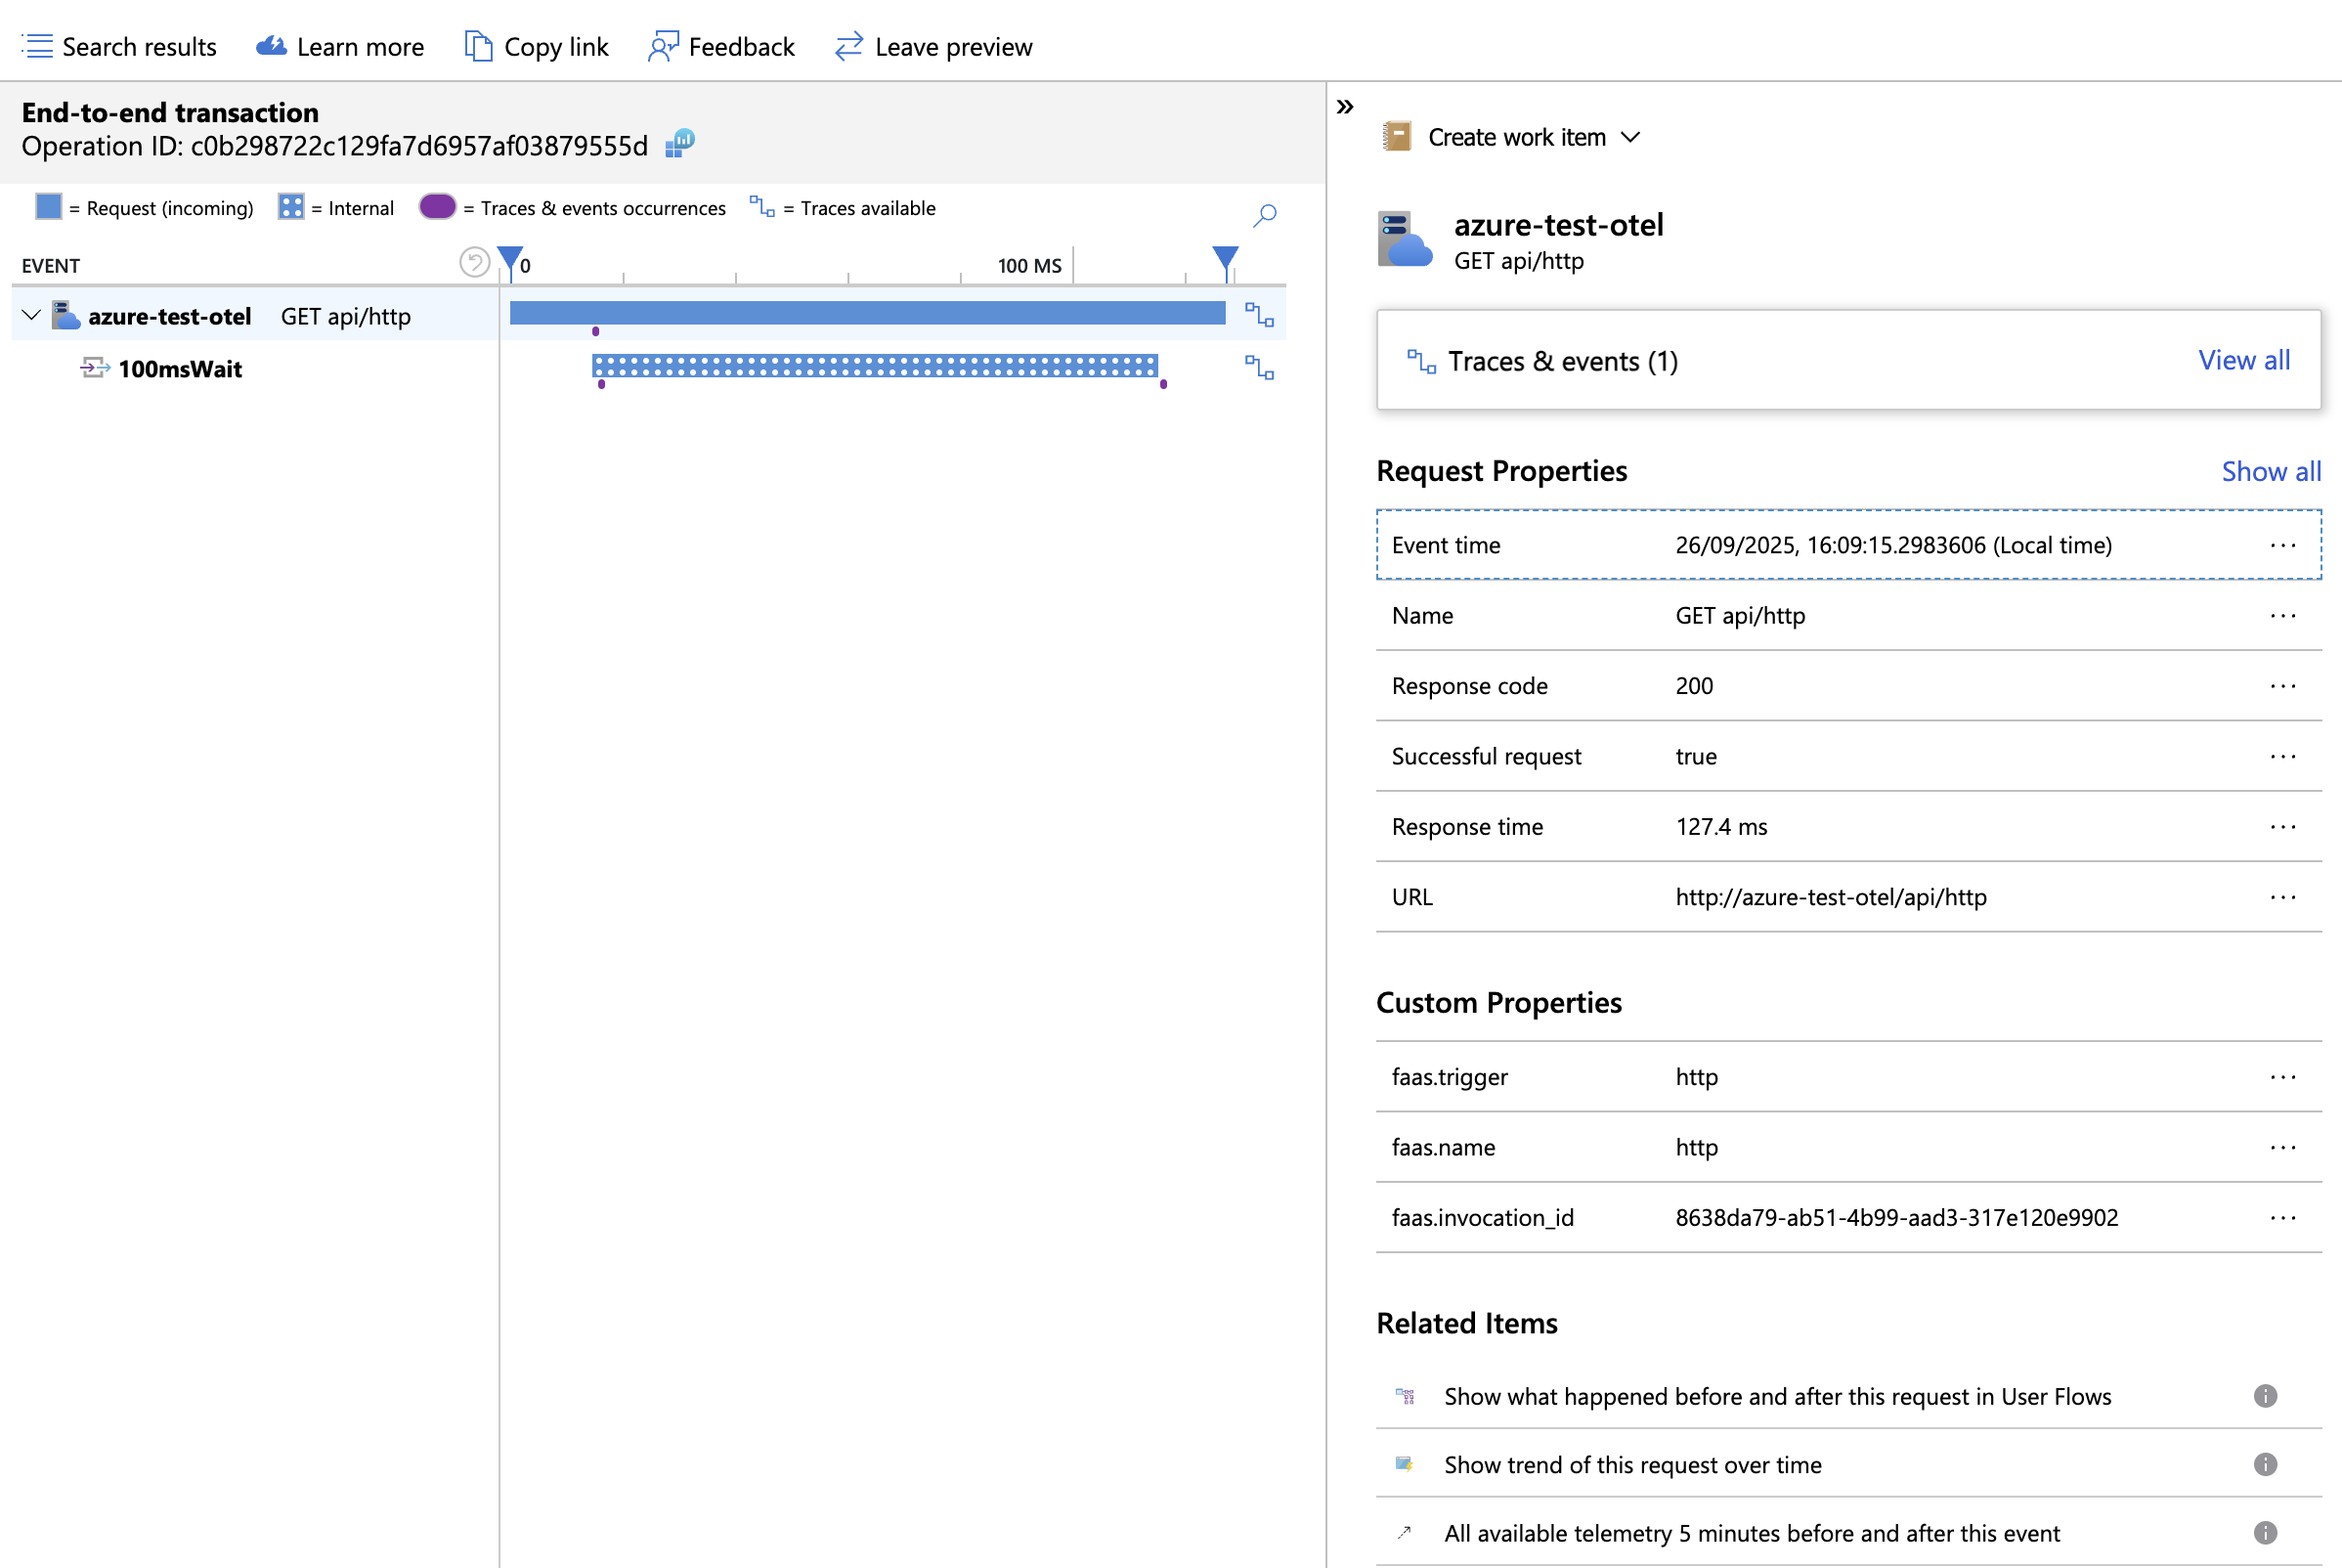 Search results
Learn more
Copy link
Feedback
Leave preview
End-to-end transaction
Operation ID: c0b298722c129fa7d6957af03879555d
= Request (incoming)
= Internal
= Traces & events occurrences
= Traces available
EVENT
0
100 MS
azure-test-otel GET api/http
100msWait
Create work item
azure-test-otel
GET api/http
Traces & events (1)
View all
Request Properties
Show all
Event time 26/09/2025, 16:09:15.2983606 (Local time)
Name GET api/http
Response code 200
Successful request true
Response time 127.4 ms
URL http://azure-test-otel/api/http
Custom Properties
faas.trigger http
faas.name http
faas.invocation_id 8638da79-ab51-4b99-aad3-317e120e9902
Related Items
Show what happened before and after this request in User Flows
Show trend of this request over time
All available telemetry 5 minutes before and after this event